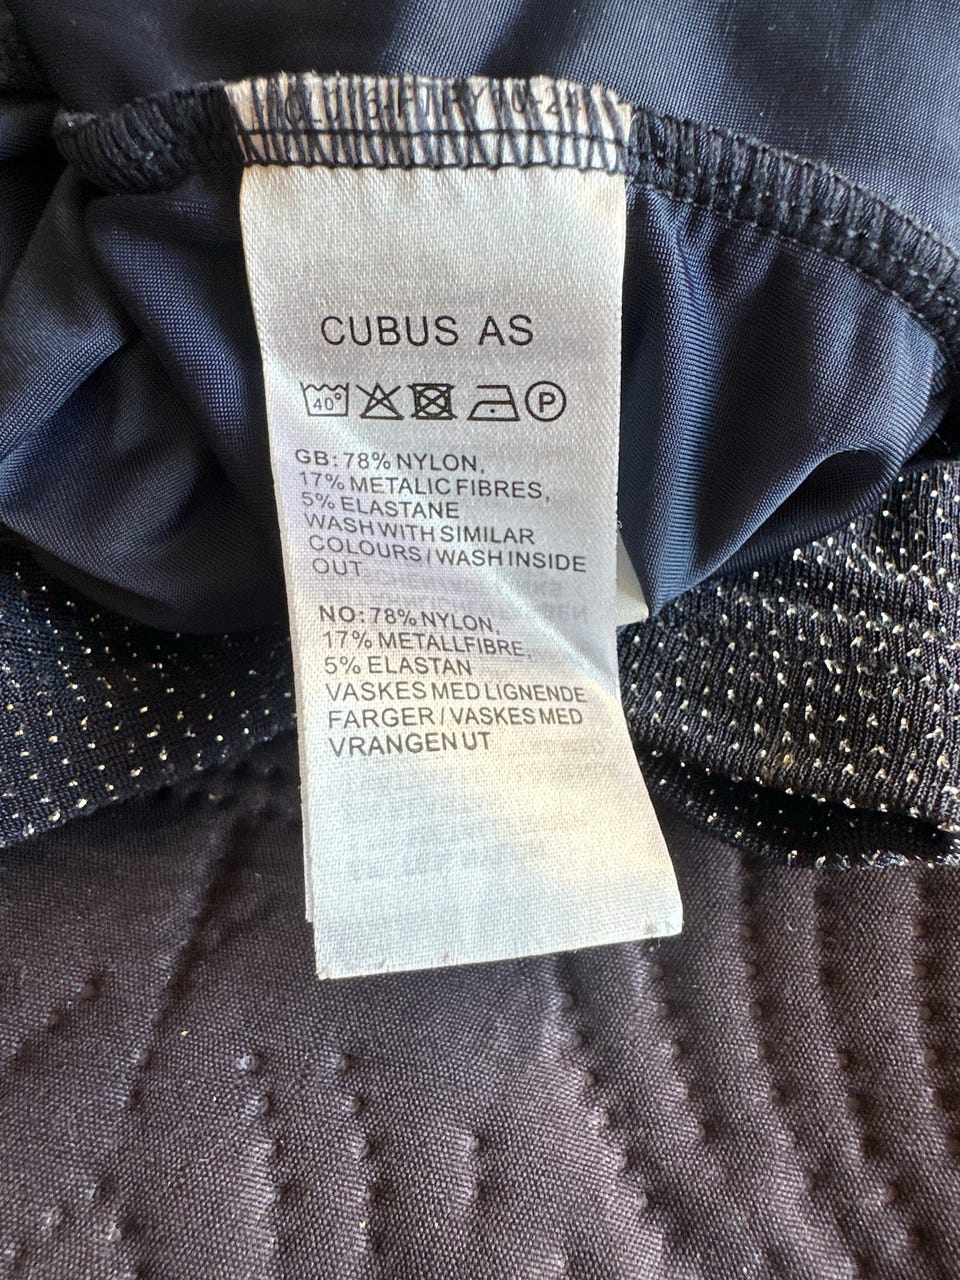 CUBUS AS
40° P
GB: 78% NYLON,
17% METALIC FIBRES,
5% ELASTANE
WASH WITH SIMILAR
COLOURS / WASH INSIDE
OUT
NO: 78% NYLON,
17% METALLFIBRE,
5% ELASTAN
VASKES MED LIGNENDE
FARGER / VASKES MED
VRANGEN UT